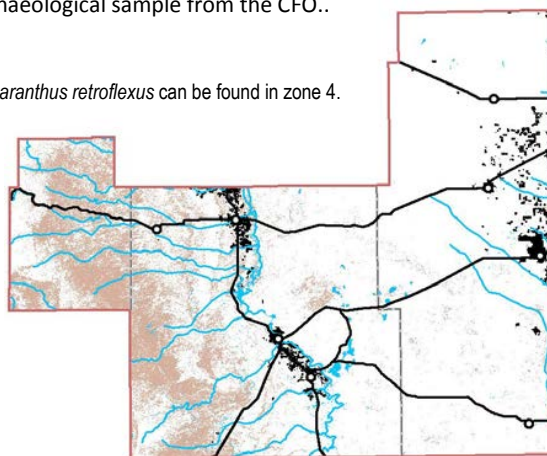 naeological sample from the CFO..
aranthus retroflexus can be found in zone 4.